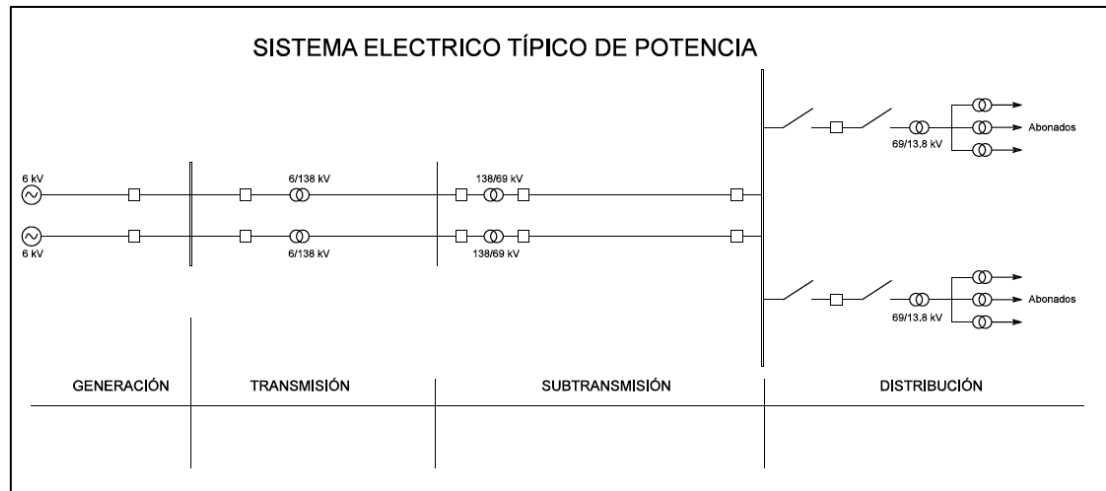 SISTEMA ELECTRICO TÍPICO DE POTENCIA
69/13.8 kV
Abonados
6 kV
6/138 kV
138/69 kV
6 kV
6/138 kV
138/69 kV
69/13.8 kV
Abonados
GENERACIÓN
TRANSMISIÓN
SUBTRANSMISIÓN
DISTRIBUCIÓN